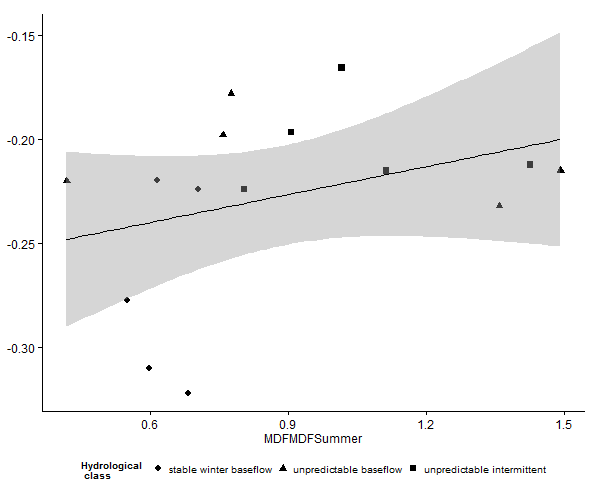 -0.15
-0.20
-0.25
-0.30
0.6 0.9 1.2 1.5
MDFMDFSummer
Hydrological
class
stable winter baseflow unpredictable baseflow unpredictable intermittent